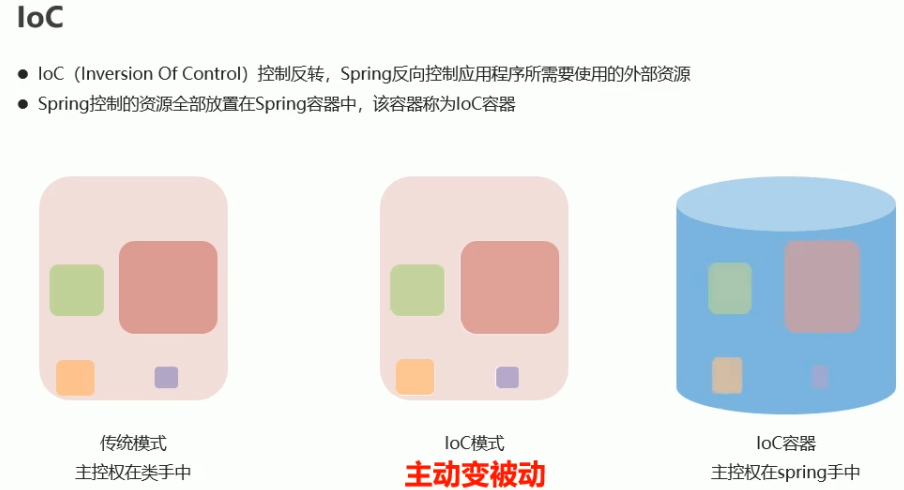 IoC
● IoC（Inversion Of Control）控制反转，Spring反向控制应用程序所需要使用的外部资源
● Spring控制的资源全部放置在Spring容器中，该容器称为IoC容器
传统模式
主控权在类手中
IoC模式
主动变被动
IoC容器
主控权在spring手中